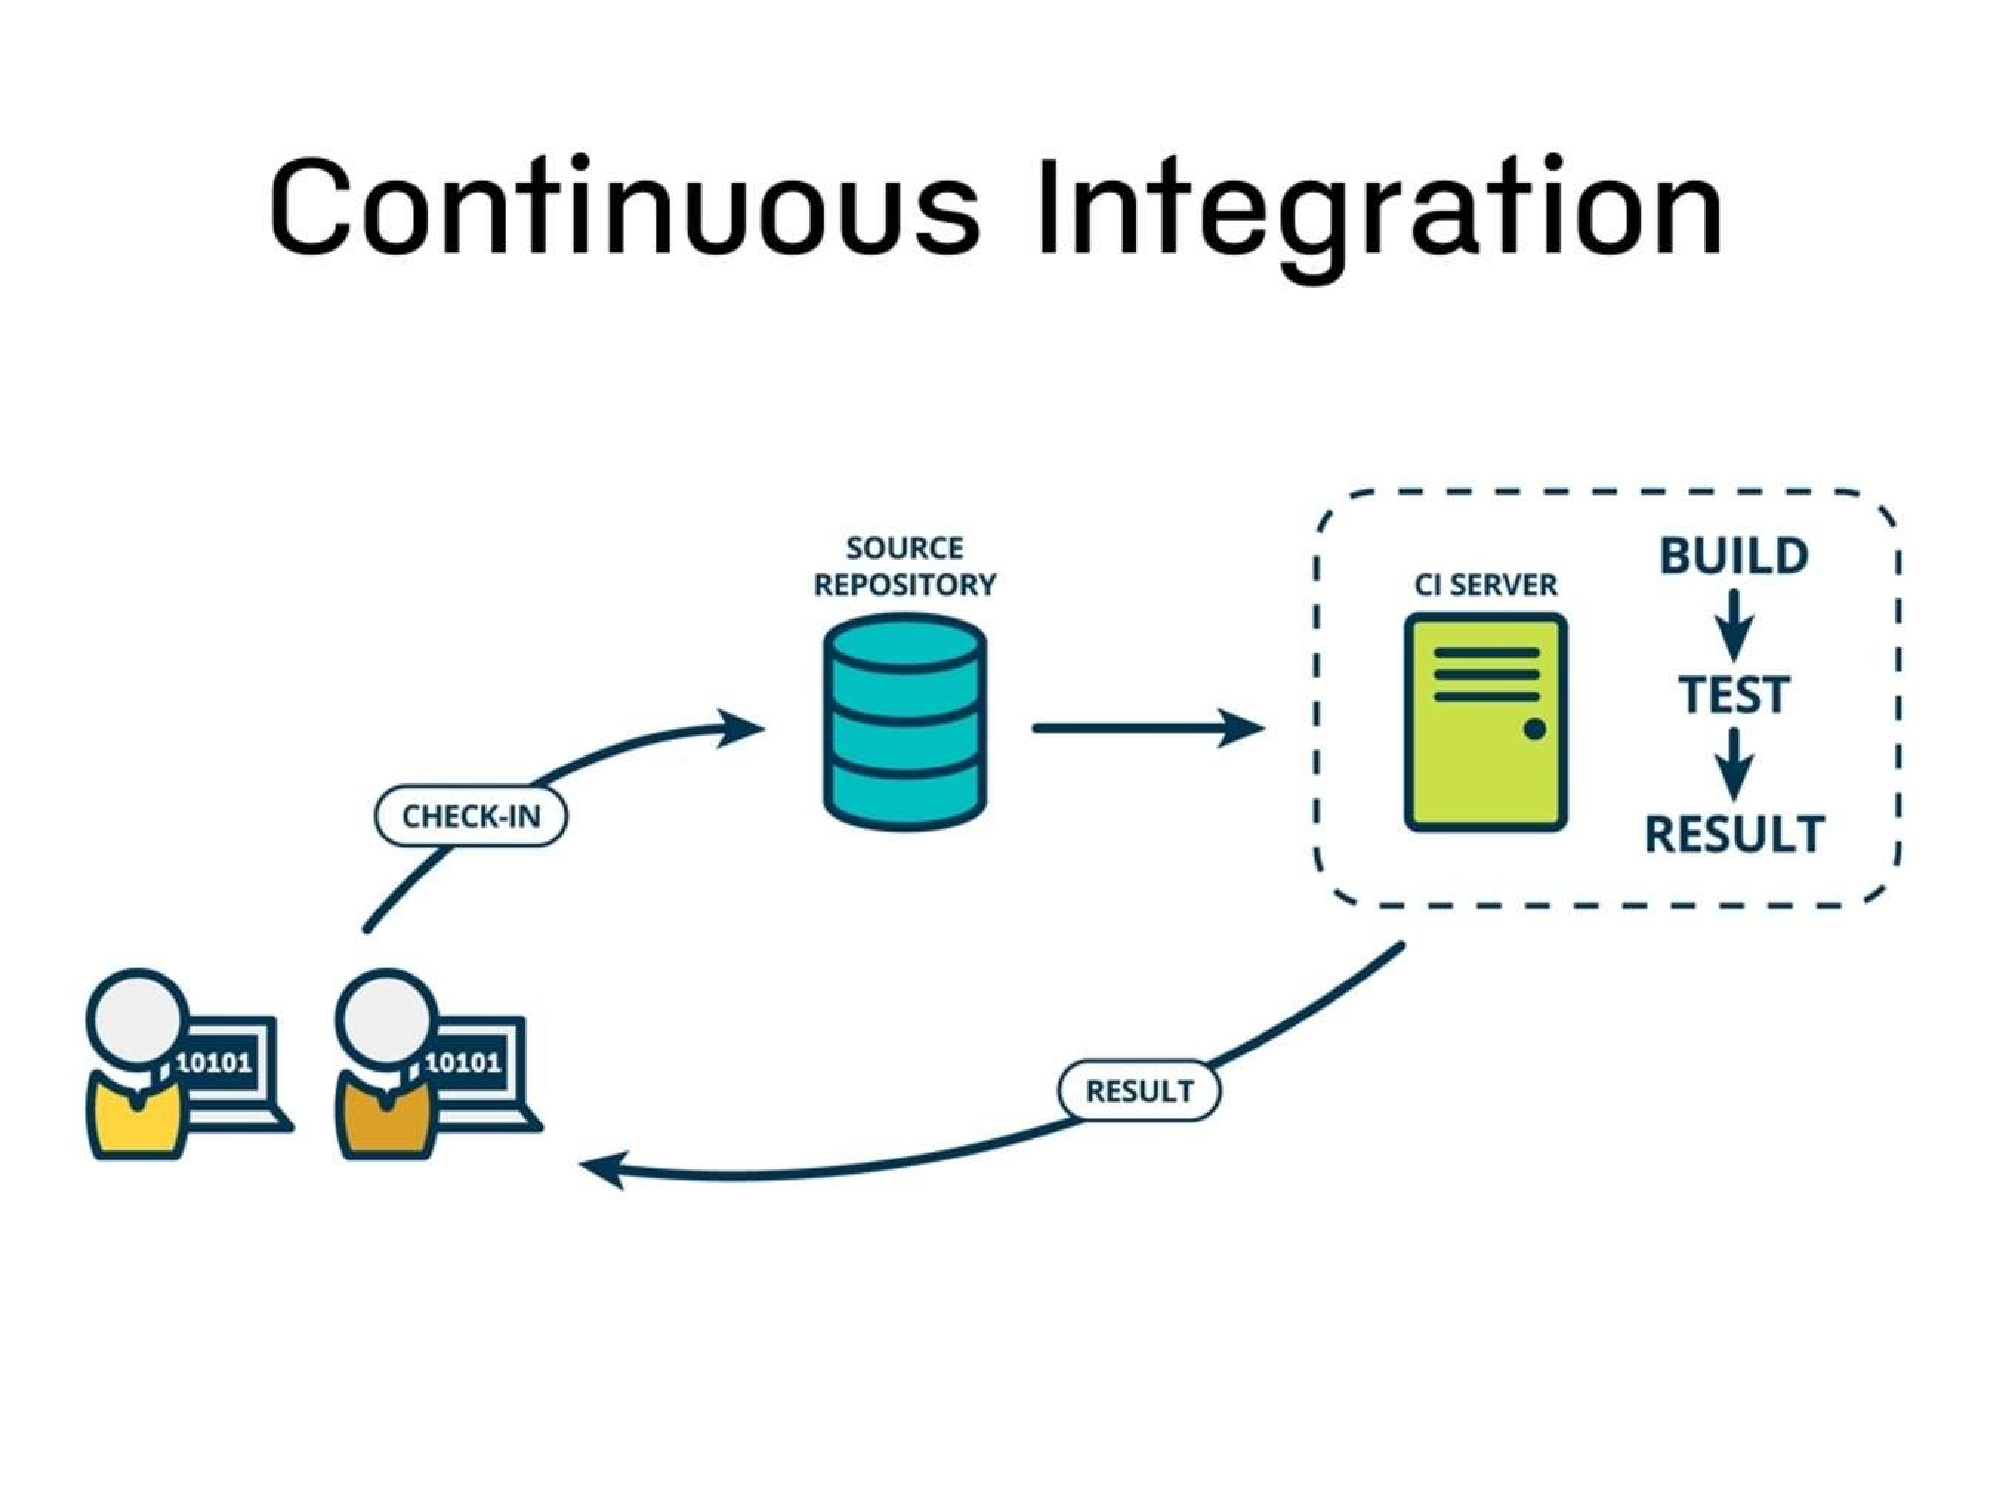 Continuous Integration
SOURCE
REPOSITORY
CI SERVER
BUILD
TEST
RESULT
CHECK-IN
10101
10101
RESULT